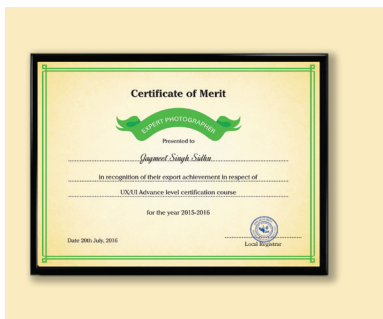 Certificate of Merit
EXPERT PHOTOGRAPHER
Presented to
Jagmeet Singh Sidhu
in recognition of their export achievement in respect of
UX/UI Advance level certification course
for the year 2015-2016
Date 20th July, 2016
Local Registrar